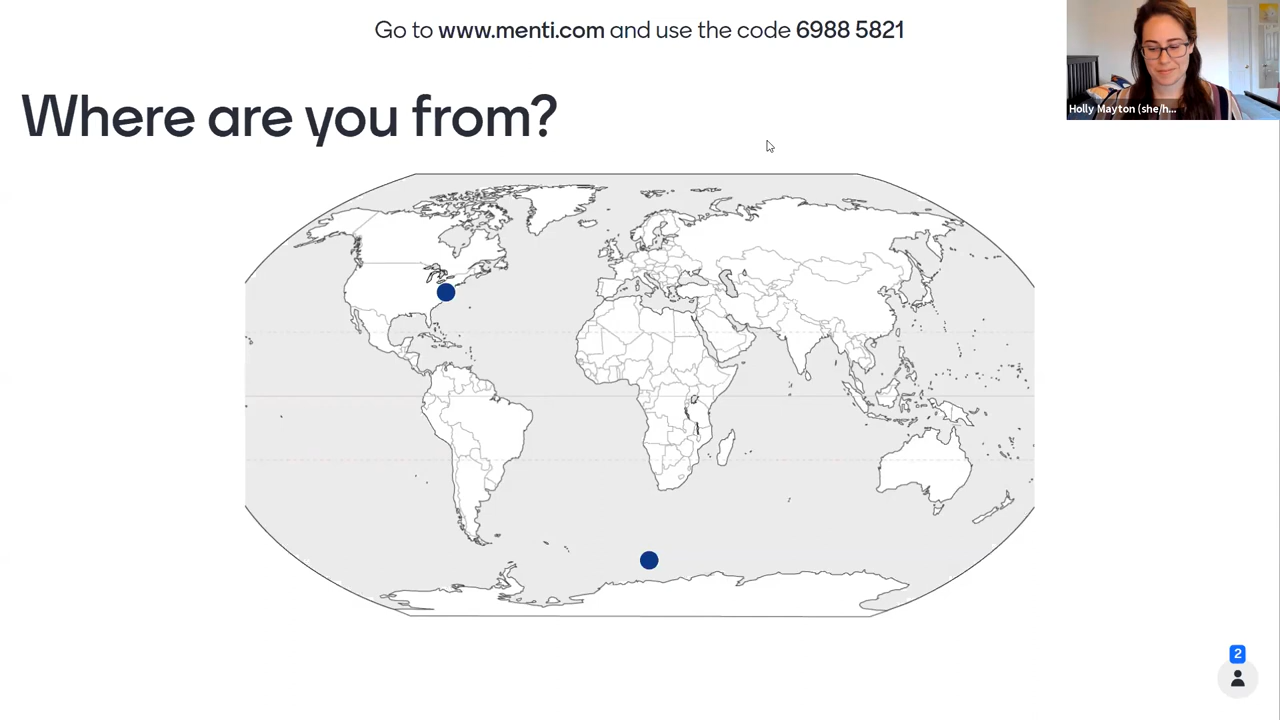 Go to www.menti.com and use the code 6988 5821
Holly Mayton (she/h...
Where are you from?
2